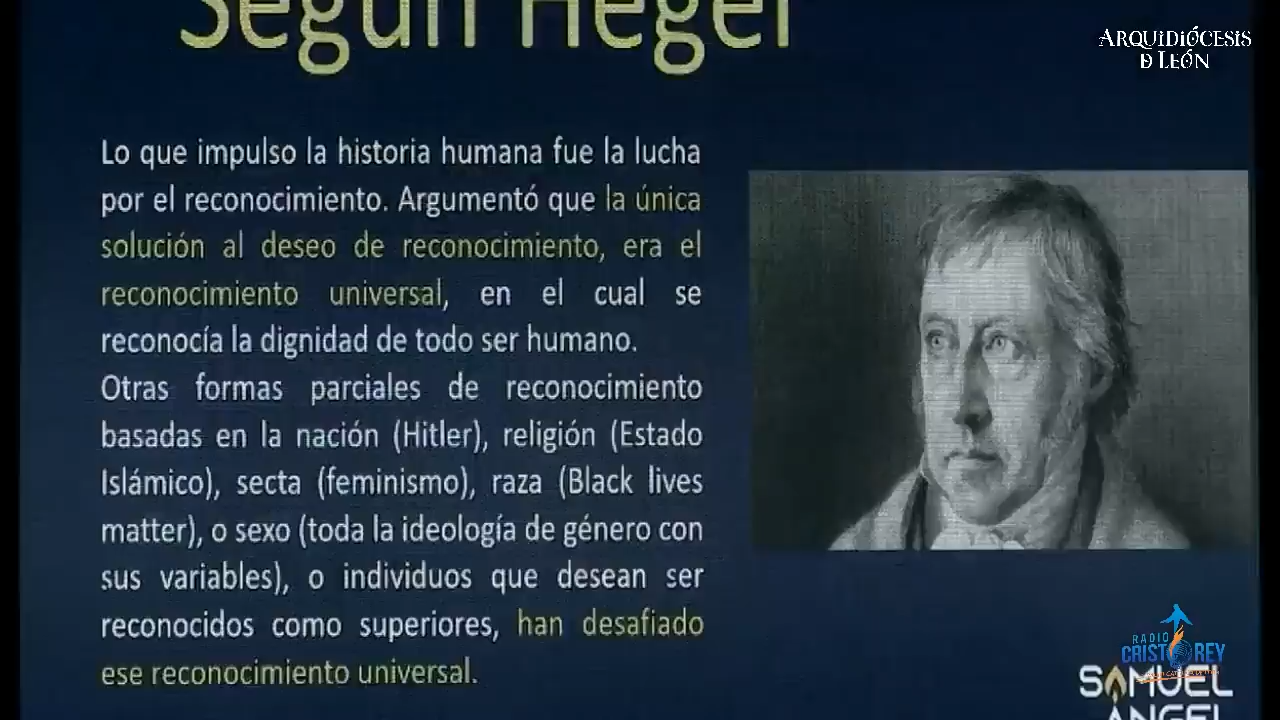 Según Hegel
ARQUIDIÓCESIS
D LEÓN
Lo que impulso la historia humana fue la lucha
por el reconocimiento. Argumentó que la única
solución al deseo de reconocimiento, era el
reconocimiento universal, en el cual se
reconocía la dignidad de todo ser humano.
Otras formas parciales de reconocimiento
basadas en la nación (Hitler), religión (Estado
Islámico), secta (feminismo), raza (Black lives
matter), o sexo (toda la ideología de género con
sus variables), o individuos que desean ser
reconocidos como superiores, han desafiado
ese reconocimiento universal.
RADIO
CRISTO REY
SAMUEL
ANGEL